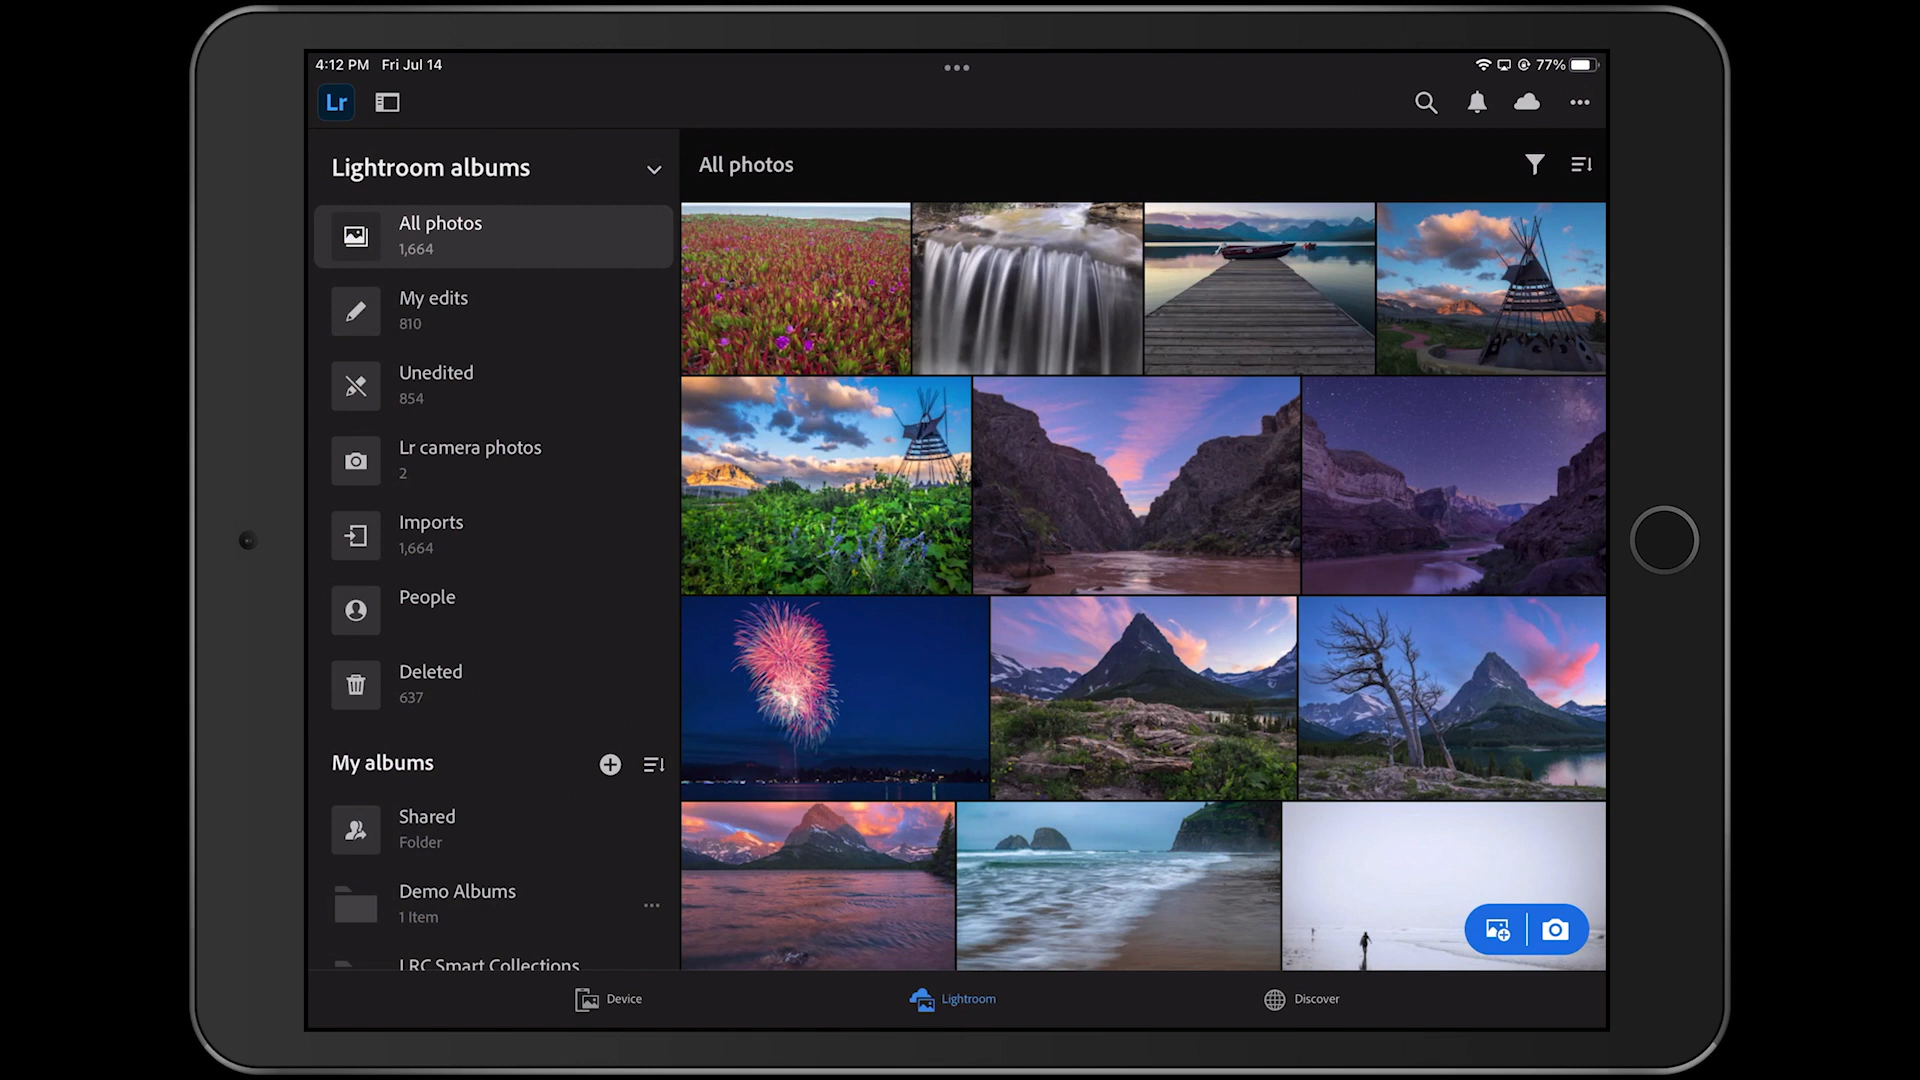 4:12 PM Fri Jul 14
77%
Lr
Lightroom albums
All photos
All photos
1,664
My edits
810
Unedited
854
Lr camera photos
2
Imports
1,664
People
Deleted
637
My albums
Shared
Folder
Demo Albums
1 Item
LRC Smart Collections
Device
Lightroom
Discover